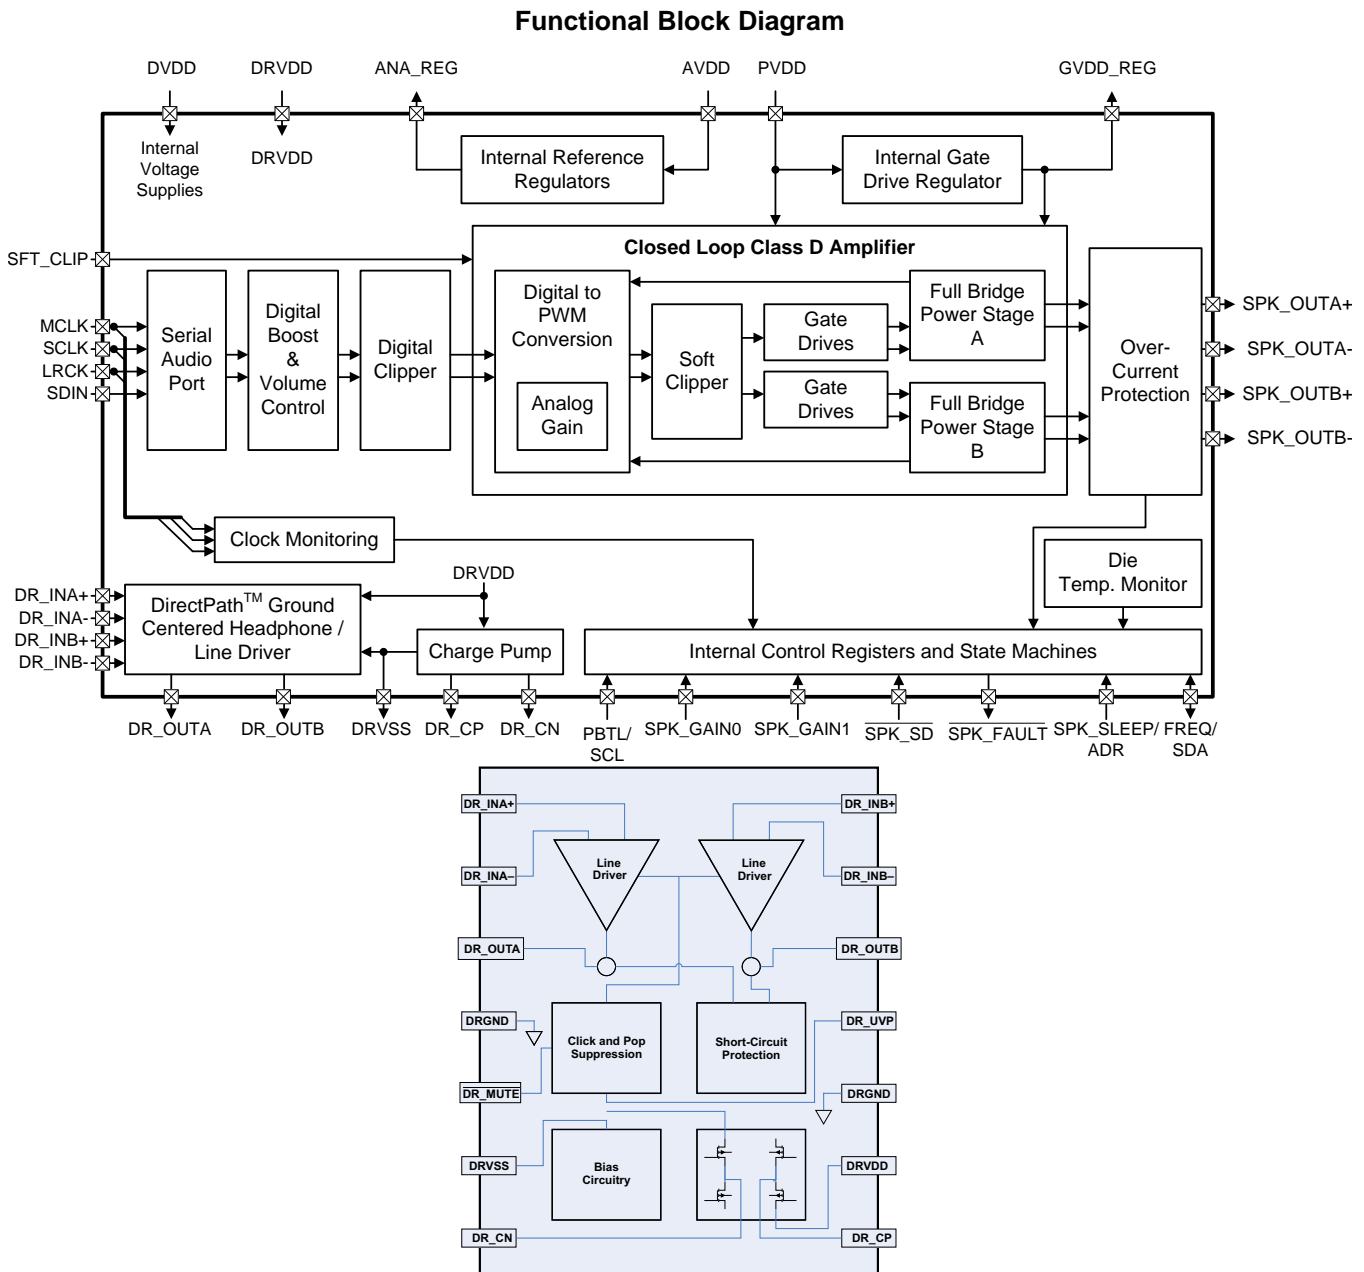 Functional Block Diagram
DVDD
DRVDD
ANA_REG
AVDD
PVDD
GVDD_REG
Internal
Voltage
Supplies
DRVDD
Internal Reference
Regulators
Internal Gate
Drive Regulator
SFT_CLIP
Closed Loop Class D Amplifier
MCLK
SCLK
LRCK
SDIN
Serial
Audio
Port
Digital
Boost
&
Volume
Control
Digital
Clipper
Digital to
PWM
Conversion
Analog
Gain
Soft
Clipper
Gate
Drives
Gate
Drives
Full Bridge
Power Stage
A
Full Bridge
Power Stage
B
Over-
Current
Protection
SPK_OUTA+
SPK_OUTA-
SPK_OUTB+
SPK_OUTB-
Clock Monitoring
Die
Temp. Monitor
DR_INA+
DR_INA-
DR_INB+
DR_INB-
DirectPath™ Ground
Centered Headphone /
Line Driver
DRVDD
Charge Pump
Internal Control Registers and State Machines
DR_OUTA
DR_OUTB
DRVSS
DR_CP
DR_CN
PBTL/
SCL
SPK_GAIN0
SPK_GAIN1
SPK_SD
SPK_FAULT
SPK_SLEEP/
ADR
FREQ/
SDA
DR_INA+
DR_INB+
Line
Driver
Line
Driver
DR_INA–
DR_INB–
DR_OUTA
DR_OUTB
DRGND
DR_UVP
Click and Pop
Suppression
Short-Circuit
Protection
DR_MUTE
DRGND
DRVSS
Bias
Circuitry
DRVDD
DR_CN
DR_CP